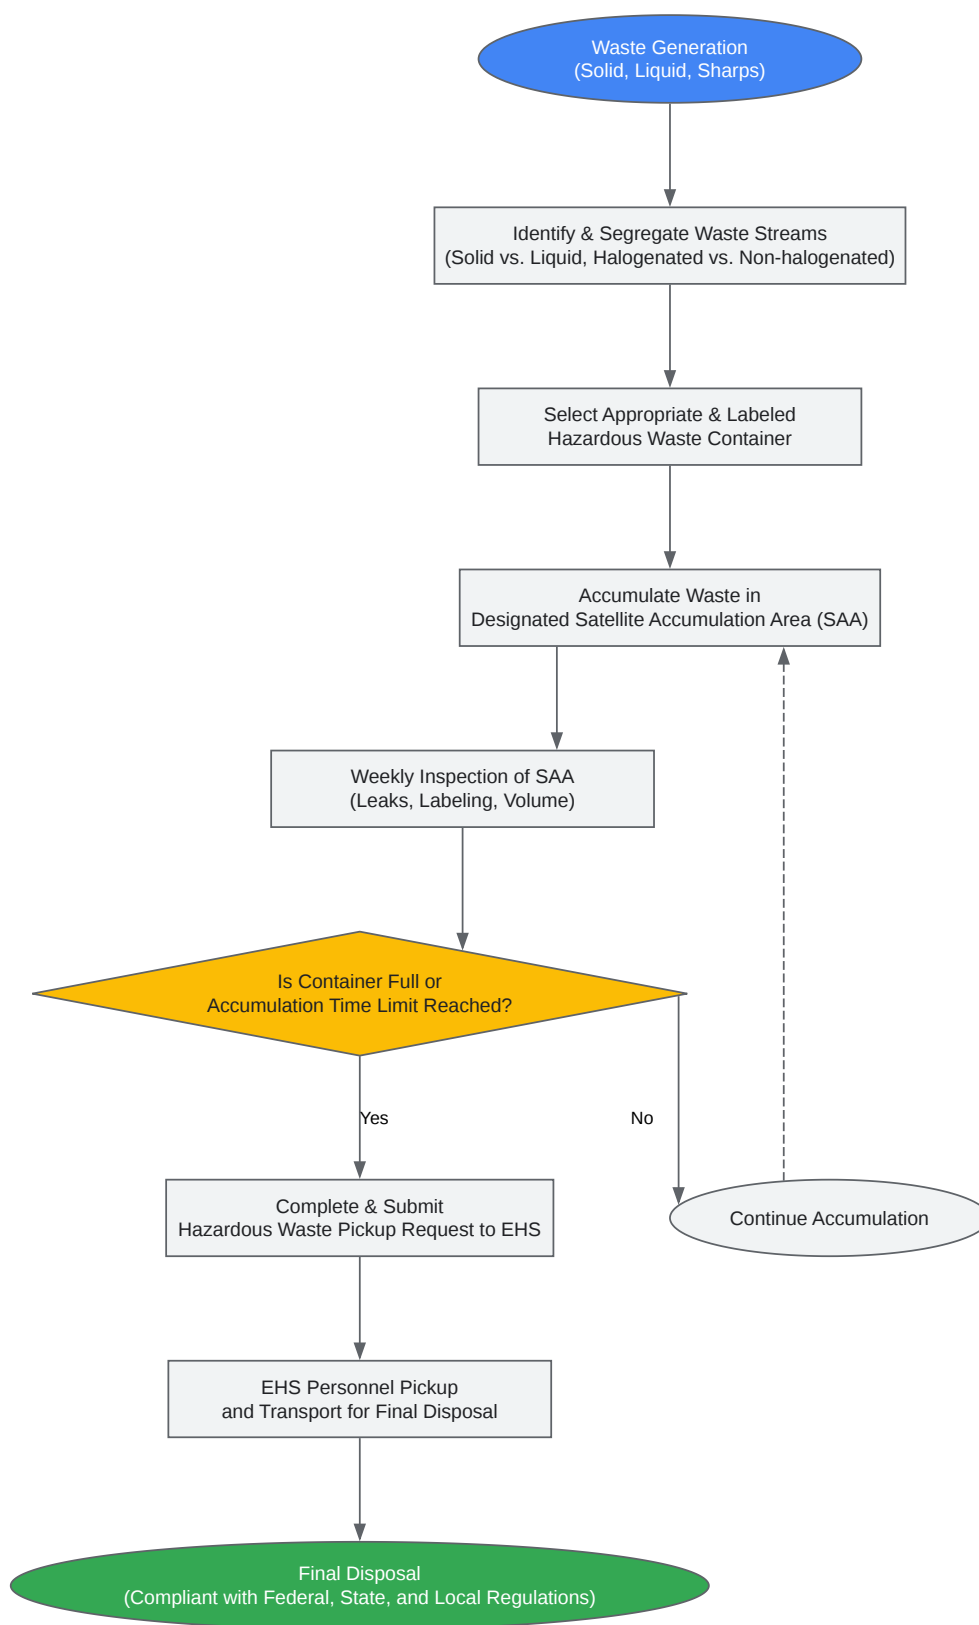 Waste Generation
(Solid, Liquid, Sharps)
Identify & Segregate Waste Streams
(Solid vs. Liquid, Halogenated vs. Non-halogenated)
Select Appropriate & Labeled
Hazardous Waste Container
Accumulate Waste in
Designated Satellite Accumulation Area (SAA)
Weekly Inspection of SAA
(Leaks, Labeling, Volume)
Is Container Full or
Accumulation Time Limit Reached?
Yes
No
Complete & Submit
Hazardous Waste Pickup Request to EHS
Continue Accumulation
EHS Personnel Pickup
and Transport for Final Disposal
Final Disposal
(Compliant with Federal, State, and Local Regulations)